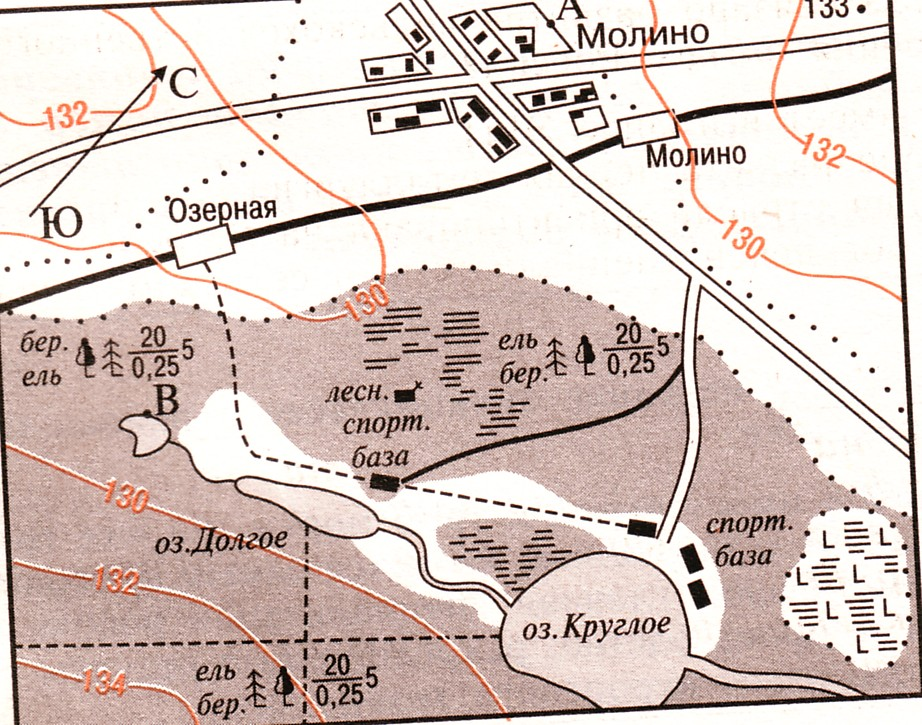 133
А
Молино
С
132
Молино
132
Ю
Озерная
130
130
бер.
ель
20
0,25
5
ель
бер.
20
0,25
5
лесн.
спорт.
база
В
130
оз.Долгое
спорт.
база
L
L
L
L
L
L
L
L
L
132
оз.Круглое
134
ель
бер.
20
0,25
5